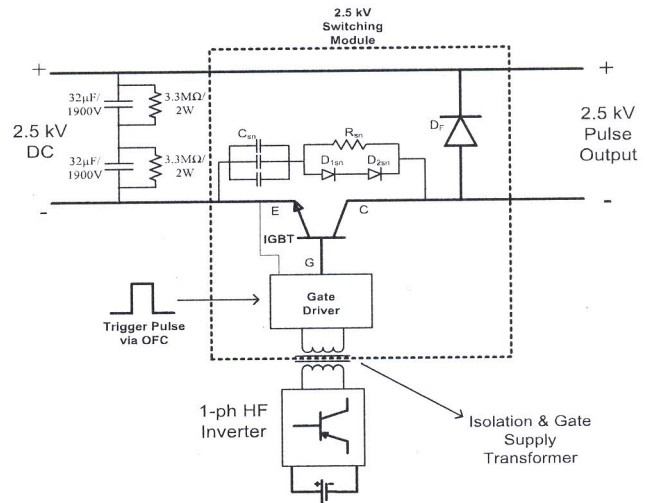 2.5 kV
Switching
Module
+
+
32µF/
1900V
3.3MΩ/
2W
2.5 kV
DC
32µF/
1900V
3.3MΩ/
2W
Csn
Rsn
D1sn
D2sn
DF
2.5 kV
Pulse
Output
-
-
E
C
IGBT
G
Gate
Driver
Trigger Pulse
via OFC
1-ph HF
Inverter
Isolation & Gate
Supply
Transformer
+